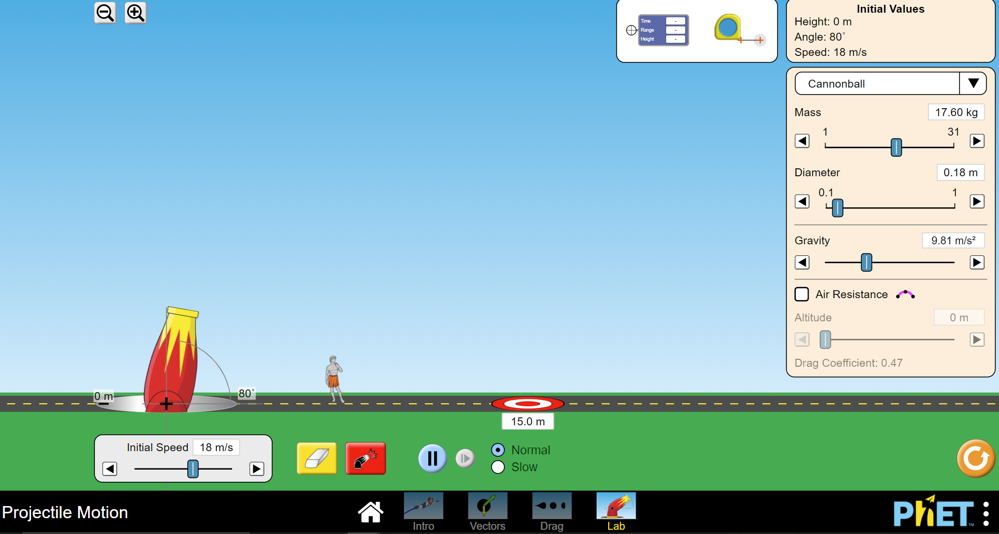 Time -
Range -
Height -
Initial Values
Height: 0 m
Angle: 80°
Speed: 18 m/s
Cannonball
Mass 17.60 kg
1 31
Diameter 0.18 m
0.1 1
Gravity 9.81 m/s²
Air Resistance
Altitude 0 m
Drag Coefficient: 0.47
0 m
80°
15.0 m
Initial Speed 18 m/s
Normal
Slow
Projectile Motion
Intro
Vectors
Drag
Lab
PhET™